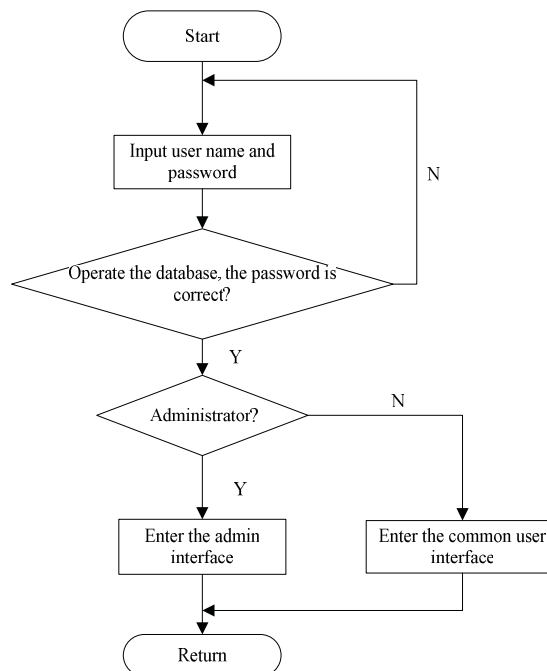 Start
Input user name and
password
N
Operate the database, the password is
correct?
Y
Administrator?
N
Y
Enter the admin
interface
Enter the common user
interface
Return